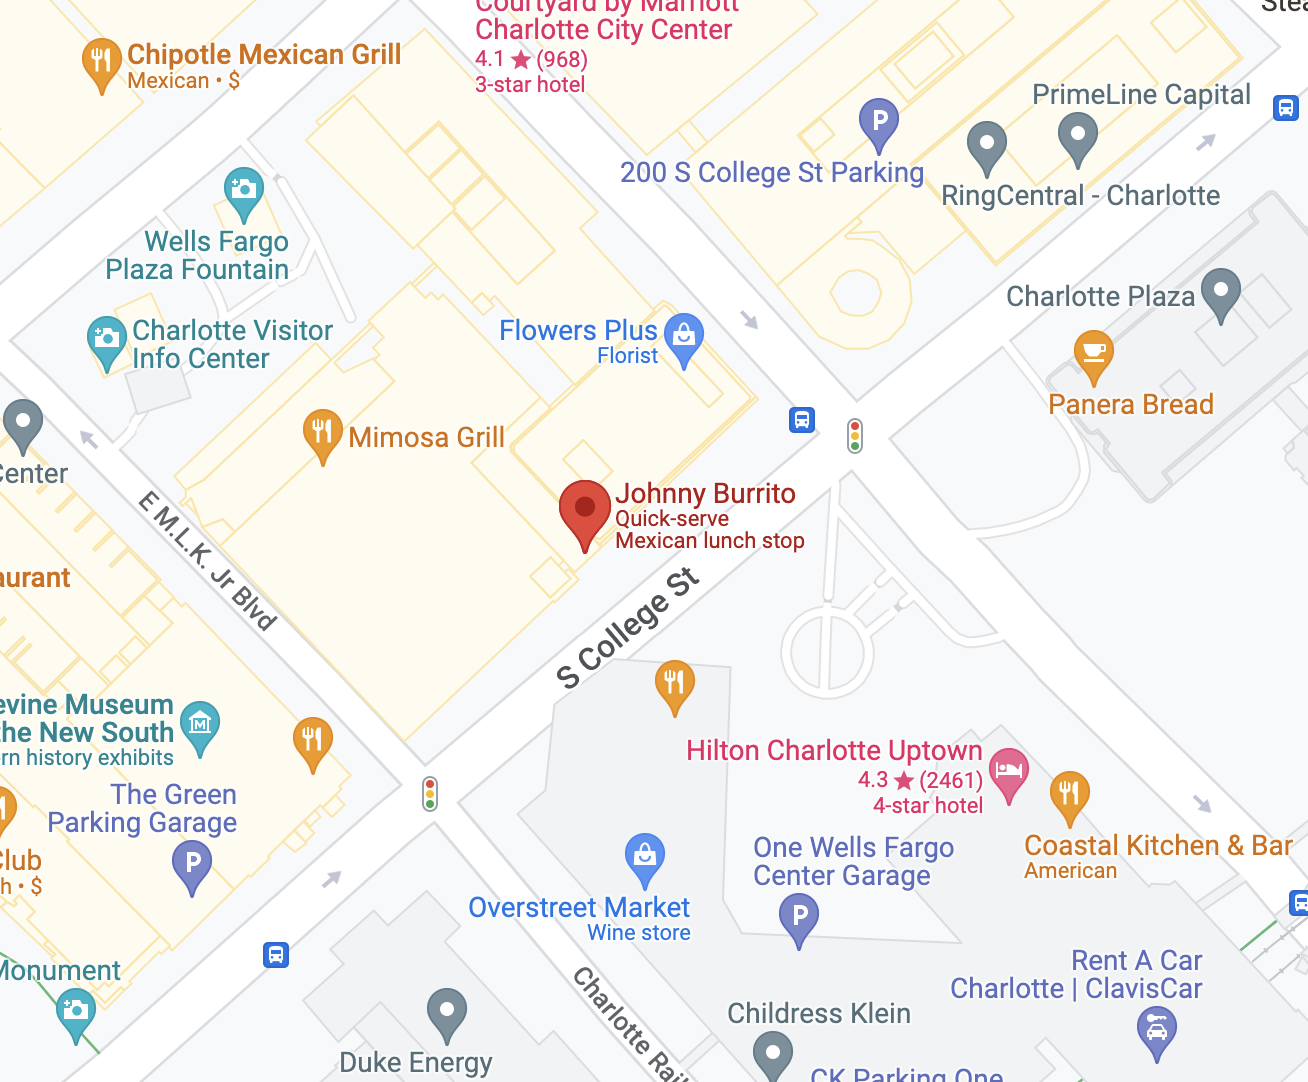 Courtyard by Marriott
Charlotte City Center
4.1 ★ (968)
3-star hotel
Chipotle Mexican Grill
Mexican • $
PrimeLine Capital
P
200 S College St Parking
RingCentral - Charlotte
Wells Fargo
Plaza Fountain
Charlotte Plaza
Charlotte Visitor
Info Center
Flowers Plus
Florist
Panera Bread
Mimosa Grill
Center
Johnny Burrito
Quick-serve
Mexican lunch stop
E M.L.K. Jr Blvd
S College St
evine Museum
the New South
rn history exhibits
M
The Green
Parking Garage
P
Hilton Charlotte Uptown
4.3 ★ (2461)
4-star hotel
Club
h • $
One Wells Fargo
Center Garage
P
Coastal Kitchen & Bar
American
Overstreet Market
Wine store
Monument
Rent A Car
Charlotte | ClavisCar
Charlotte Rail
Childress Klein
Duke Energy
CK Parking One